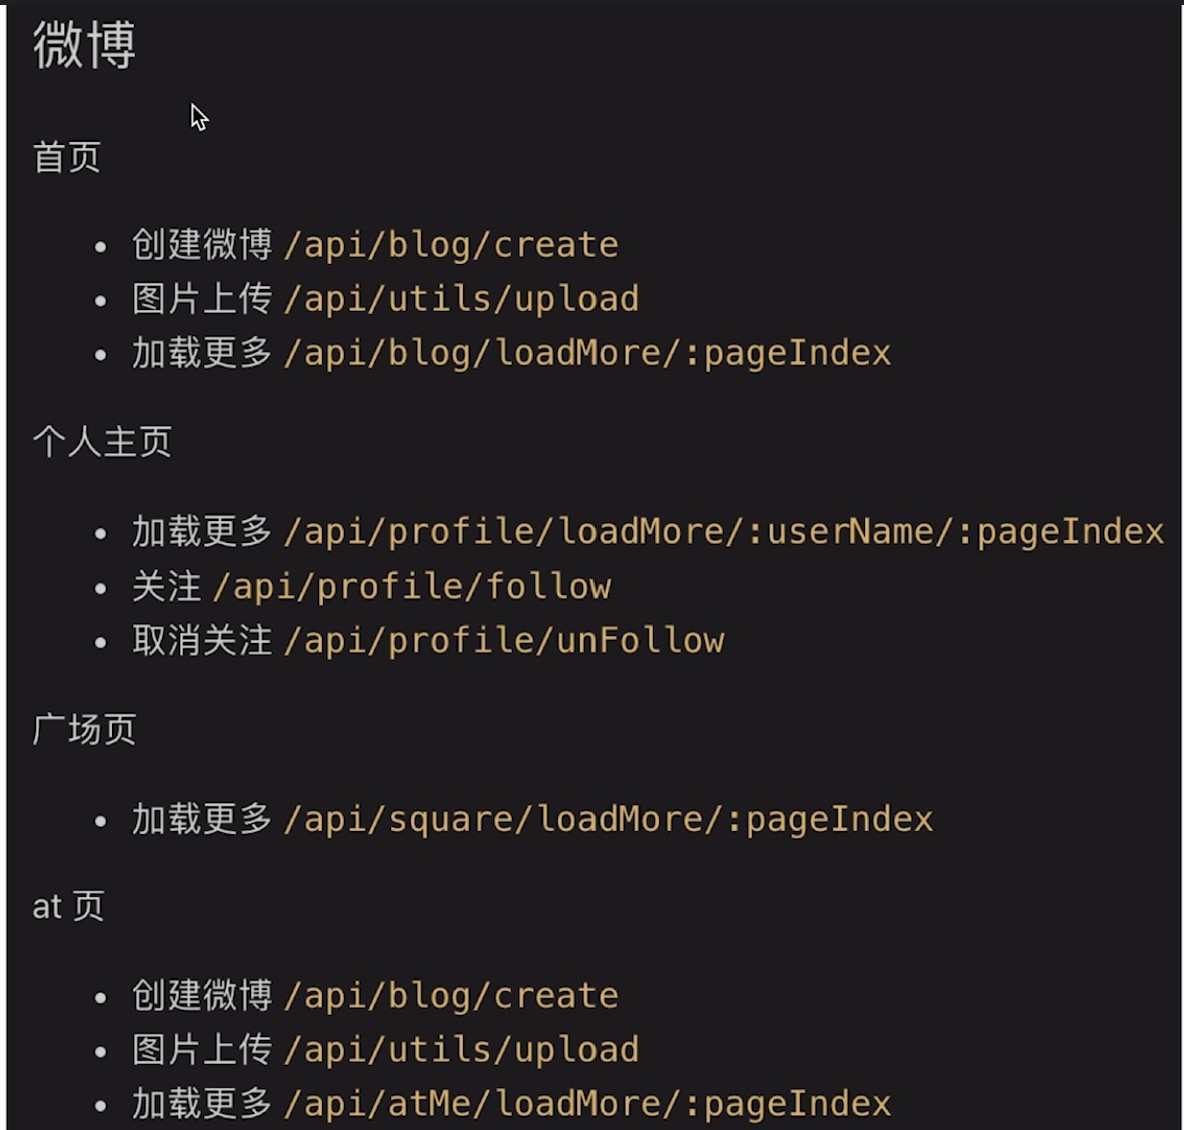 微博
首页
创建微博 /api/blog/create
图片上传 /api/utils/upload
加载更多 /api/blog/loadMore/:pageIndex
个人主页
加载更多 /api/profile/loadMore/:userName/:pageIndex
关注 /api/profile/follow
取消关注 /api/profile/unFollow
广场页
加载更多 /api/square/loadMore/:pageIndex
at 页
创建微博 /api/blog/create
图片上传 /api/utils/upload
加载更多 /api/atMe/loadMore/:pageIndex